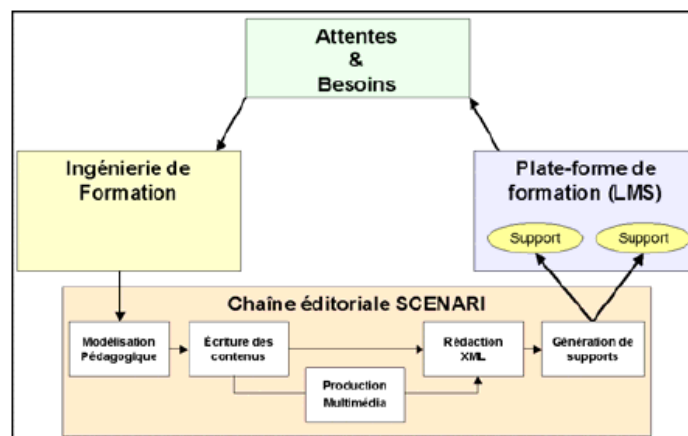 Attentes
&
Besoins
Ingénierie de
Formation
Plate-forme de
formation (LMS)
Support
Support
Chaîne éditoriale SCENARI
Modélisation
Pédagogique
Écriture des
contenus
Rédaction
XML
Génération de
supports
Production
Multimédia